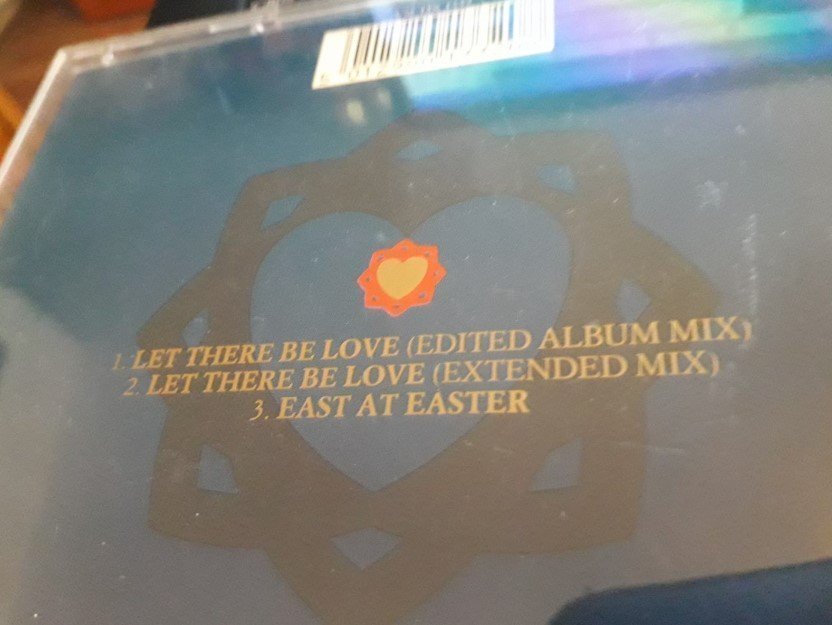 1. LET THERE BE LOVE (EDITED ALBUM MIX)
2. LET THERE BE LOVE (EXTENDED MIX)
3. EAST AT EASTER